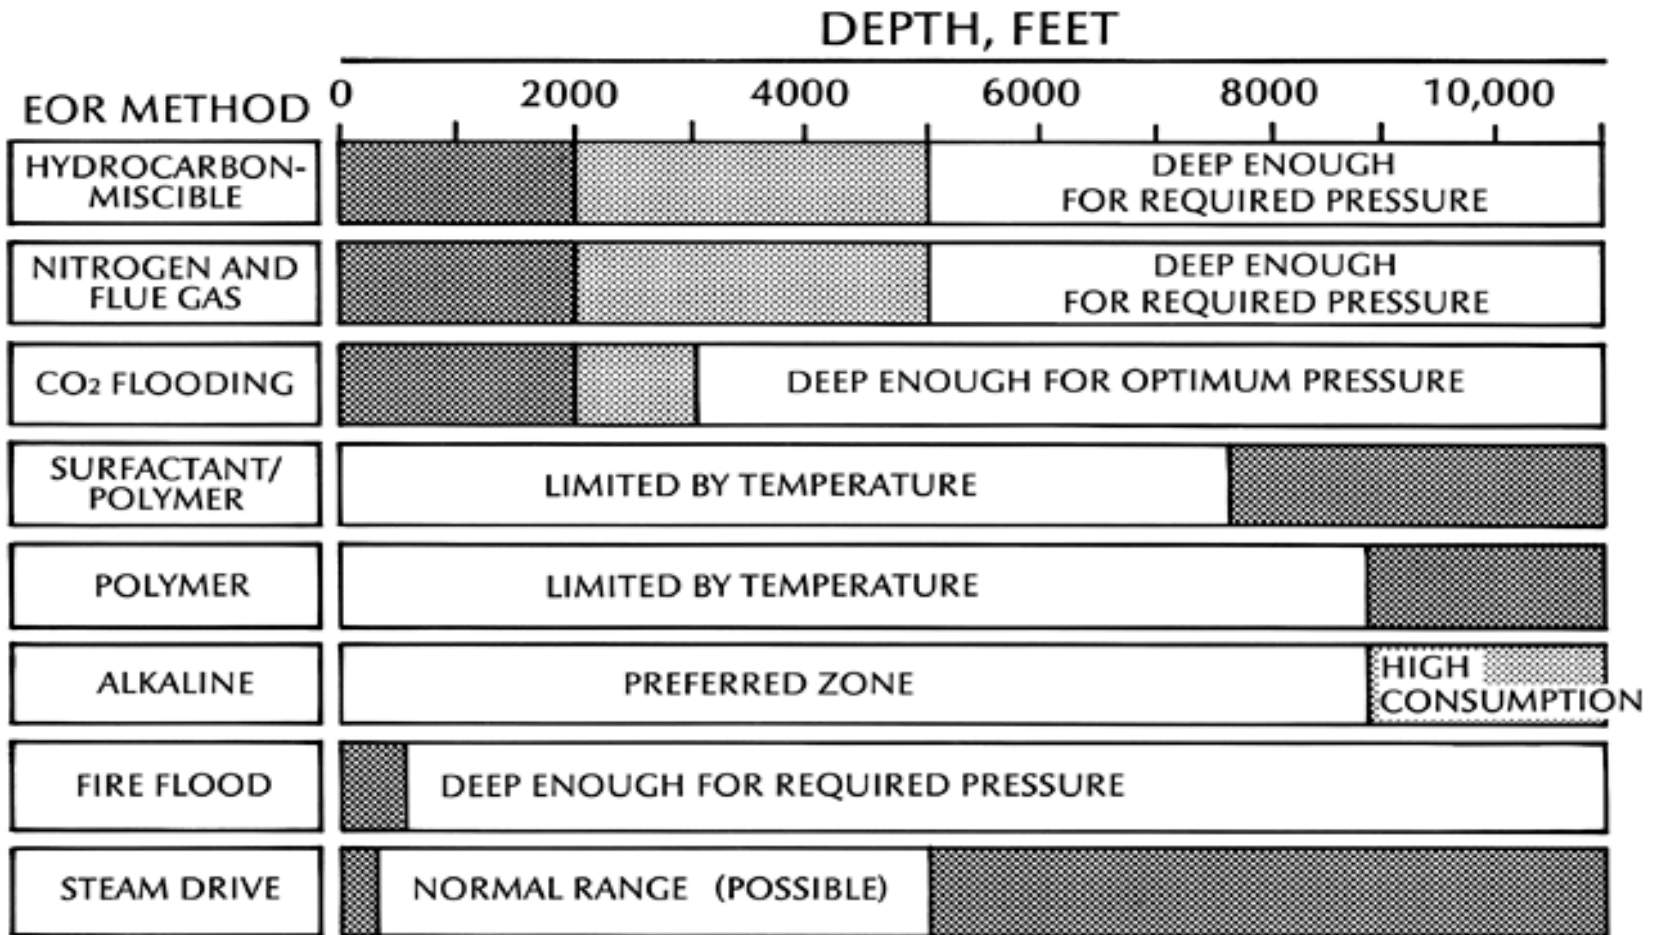 DEPTH, FEET
EOR METHOD
0 2000 4000 6000 8000 10,000
HYDROCARBON-
MISCIBLE
DEEP ENOUGH
FOR REQUIRED PRESSURE
NITROGEN AND
FLUE GAS
DEEP ENOUGH
FOR REQUIRED PRESSURE
CO₂ FLOODING
DEEP ENOUGH FOR OPTIMUM PRESSURE
SURFACTANT/
POLYMER
LIMITED BY TEMPERATURE
POLYMER
LIMITED BY TEMPERATURE
ALKALINE
PREFERRED ZONE
HIGH
CONSUMPTION
FIRE FLOOD
DEEP ENOUGH FOR REQUIRED PRESSURE
STEAM DRIVE
NORMAL RANGE (POSSIBLE)